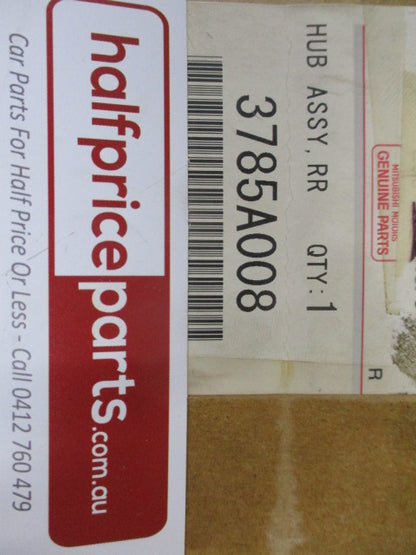 halfpriceparts.com.au
Car Parts For Half Price Or Less - Call 0412 760 479
MITSUBISHI MOTORS
GENUINE PARTS
HUB ASSY,RR QTY:1
3785A008
R